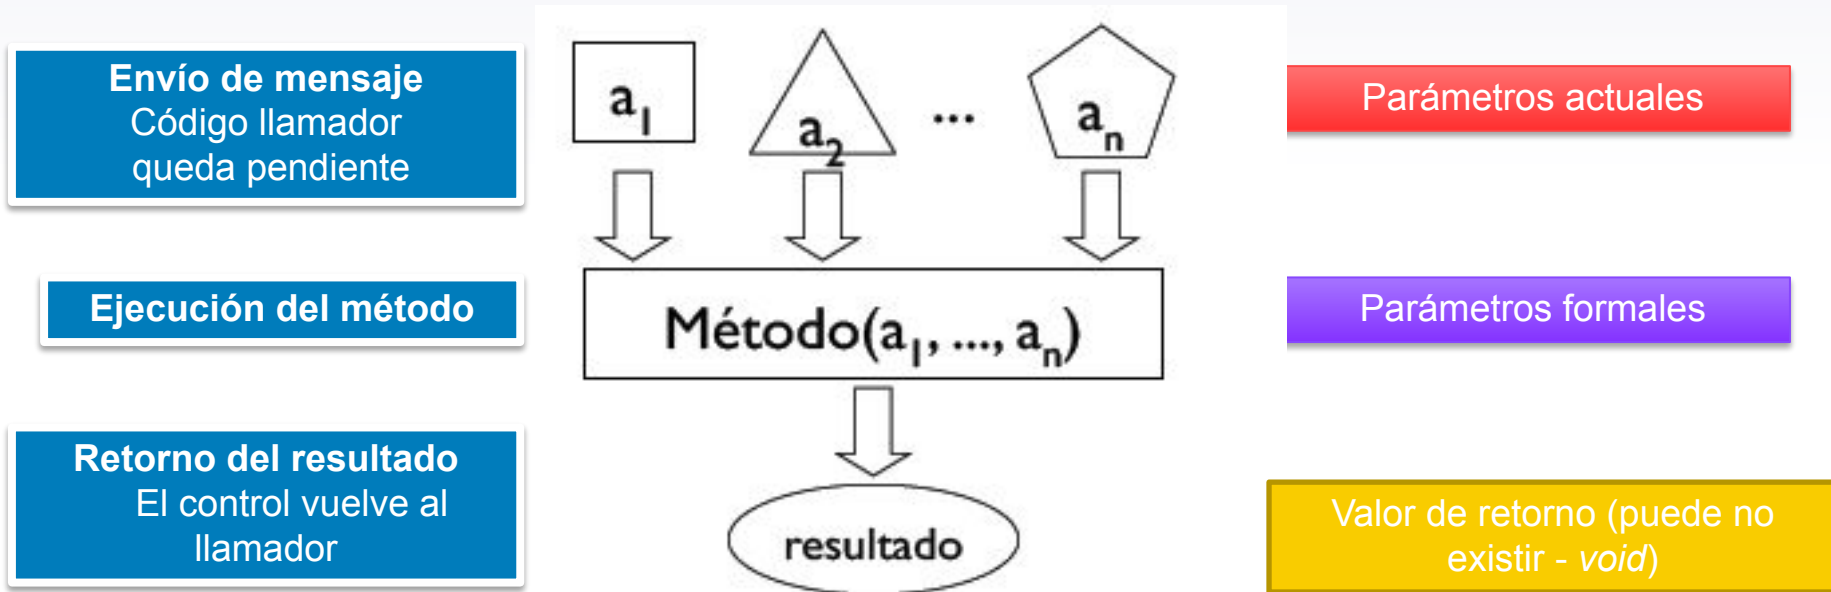 Envío de mensaje
Código llamador
queda pendiente
a1
a2
...
an
Parámetros actuales
Ejecución del método
Método(a1, ..., an)
Parámetros formales
Retorno del resultado
El control vuelve al
llamador
resultado
Valor de retorno (puede no
existir - void)